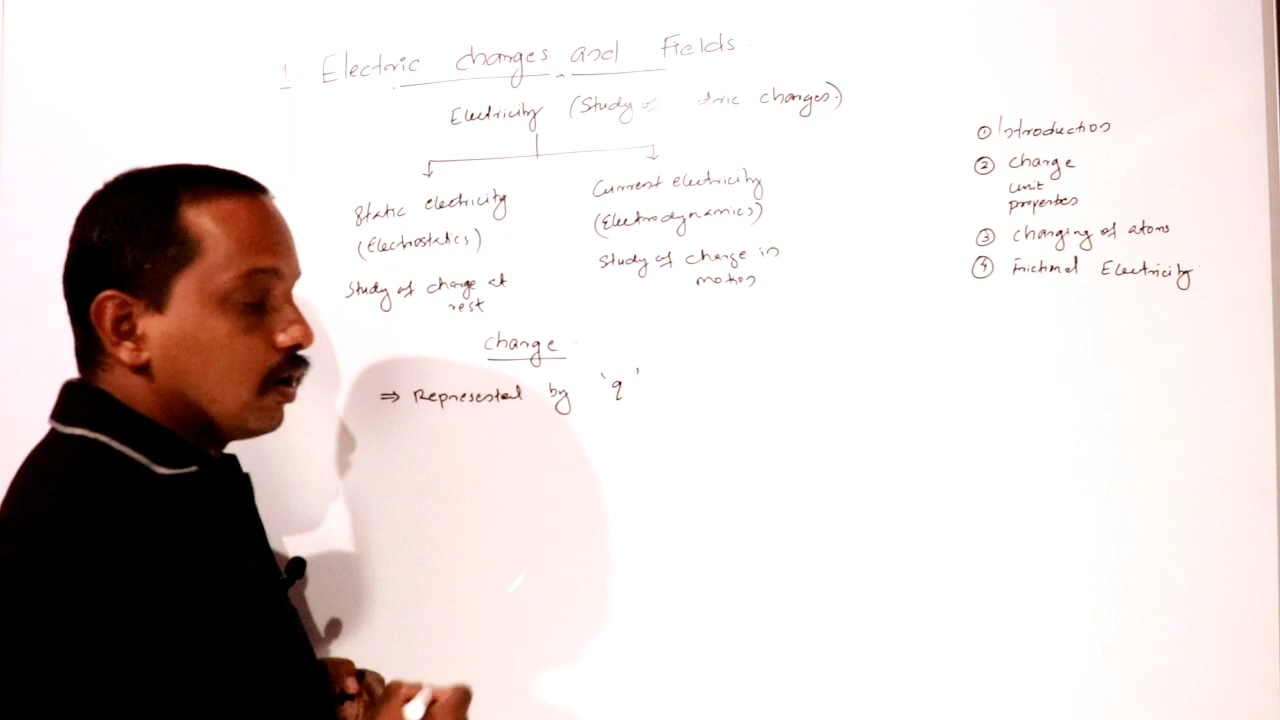 1. Electric charges and Fields.
Electricity (Study of tric charges.)
Static electricity
(Electrostatics)
Study of charge at
rest
Current electricity
(Electrodynamics)
Study of charge in
motion
Charge
⇒ Represented by 'q'
① Introduction
② Charge
unit
properties
③ Charging of atoms
④ Frictional Electricity